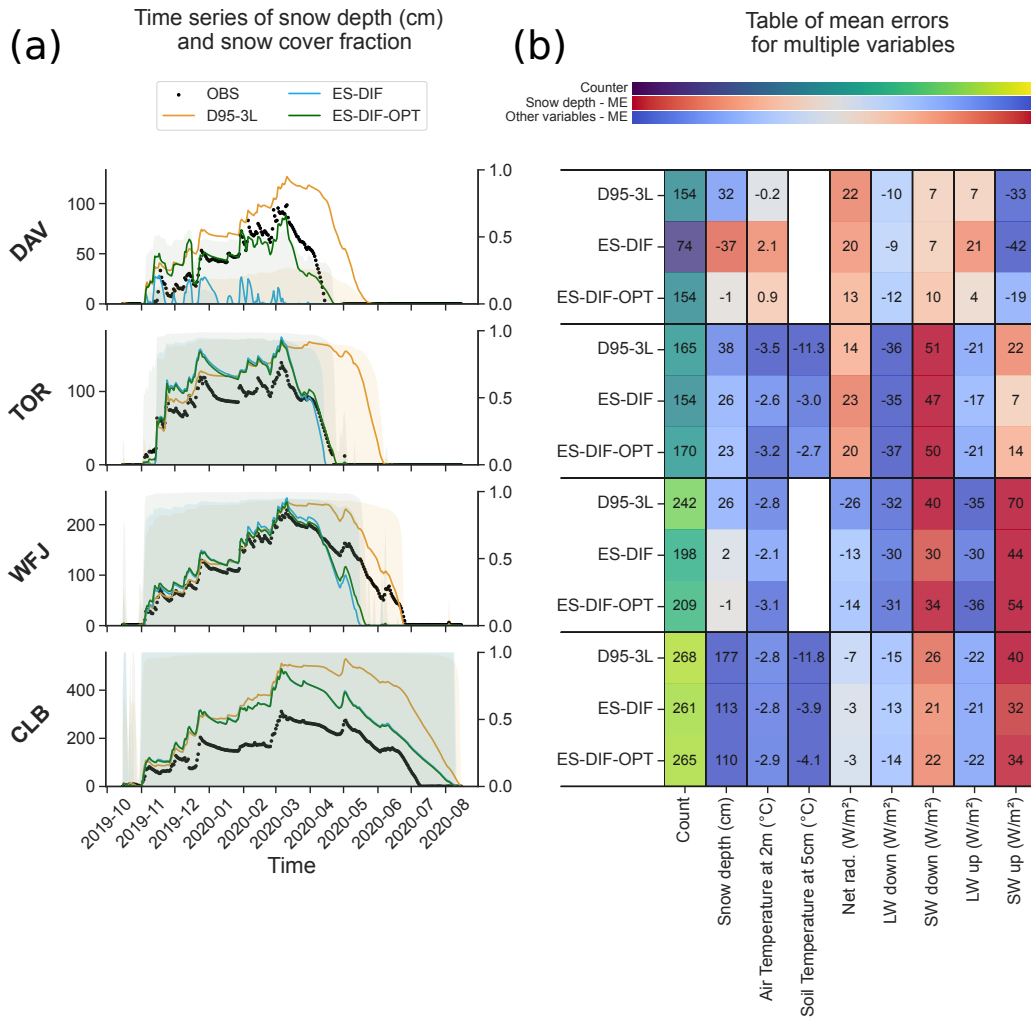 (a)
Time series of snow depth (cm)
and snow cover fraction
OBS
D95-3L
ES-DIF
ES-DIF-OPT
DAV
100
50
0
1.0
0.5
0.0
TOR
100
0
1.0
0.5
0.0
WFJ
200
100
0
1.0
0.5
0.0
CLB
400
200
0
1.0
0.5
0.0
2019-10
2019-11
2019-12
2020-01
2020-02
2020-03
2020-04
2020-05
2020-06
2020-07
2020-08
Time
(b)
Table of mean errors
for multiple variables
Counter
Snow depth - ME
Other variables - ME
D95-3L 154 32 -0.2 22 -10 7 7 -33
ES-DIF 74 -37 2.1 20 -9 7 21 -42
ES-DIF-OPT 154 -1 0.9 13 -12 10 4 -19
D95-3L 165 38 -3.5 -11.3 14 -36 51 -21 22
ES-DIF 154 26 -2.6 -3.0 23 -35 47 -17 7
ES-DIF-OPT 170 23 -3.2 -2.7 20 -37 50 -21 14
D95-3L 242 26 -2.8 -26 -32 40 -35 70
ES-DIF 198 2 -2.1 -13 -30 30 -30 44
ES-DIF-OPT 209 -1 -3.1 -14 -31 34 -36 54
D95-3L 268 177 -2.8 -11.8 -7 -15 26 -22 40
ES-DIF 261 113 -2.8 -3.9 -3 -13 21 -21 32
ES-DIF-OPT 265 110 -2.9 -4.1 -3 -14 22 -22 34
Count
Snow depth (cm)
Air Temperature at 2m (°C)
Soil Temperature at 5cm (°C)
Net rad. (W/m²)
LW down (W/m²)
SW down (W/m²)
LW up (W/m²)
SW up (W/m²)